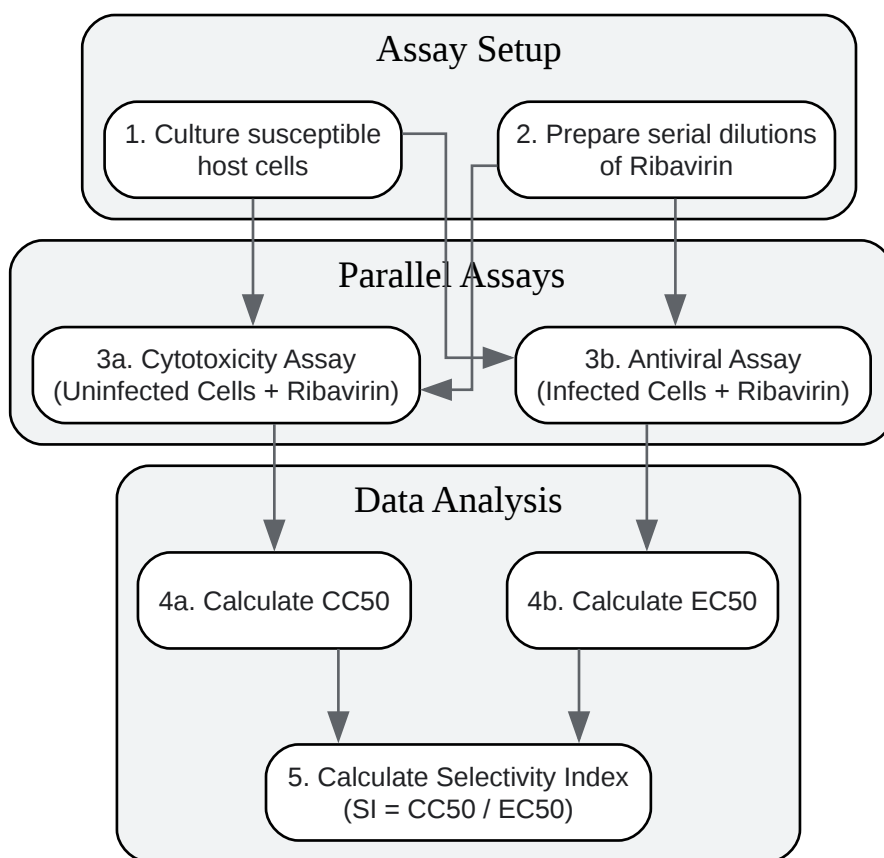 Assay Setup
1. Culture susceptible
host cells
2. Prepare serial dilutions
of Ribavirin
Parallel Assays
3a. Cytotoxicity Assay
(Uninfected Cells + Ribavirin)
3b. Antiviral Assay
(Infected Cells + Ribavirin)
Data Analysis
4a. Calculate CC50
4b. Calculate EC50
5. Calculate Selectivity Index
(SI = CC50 / EC50)